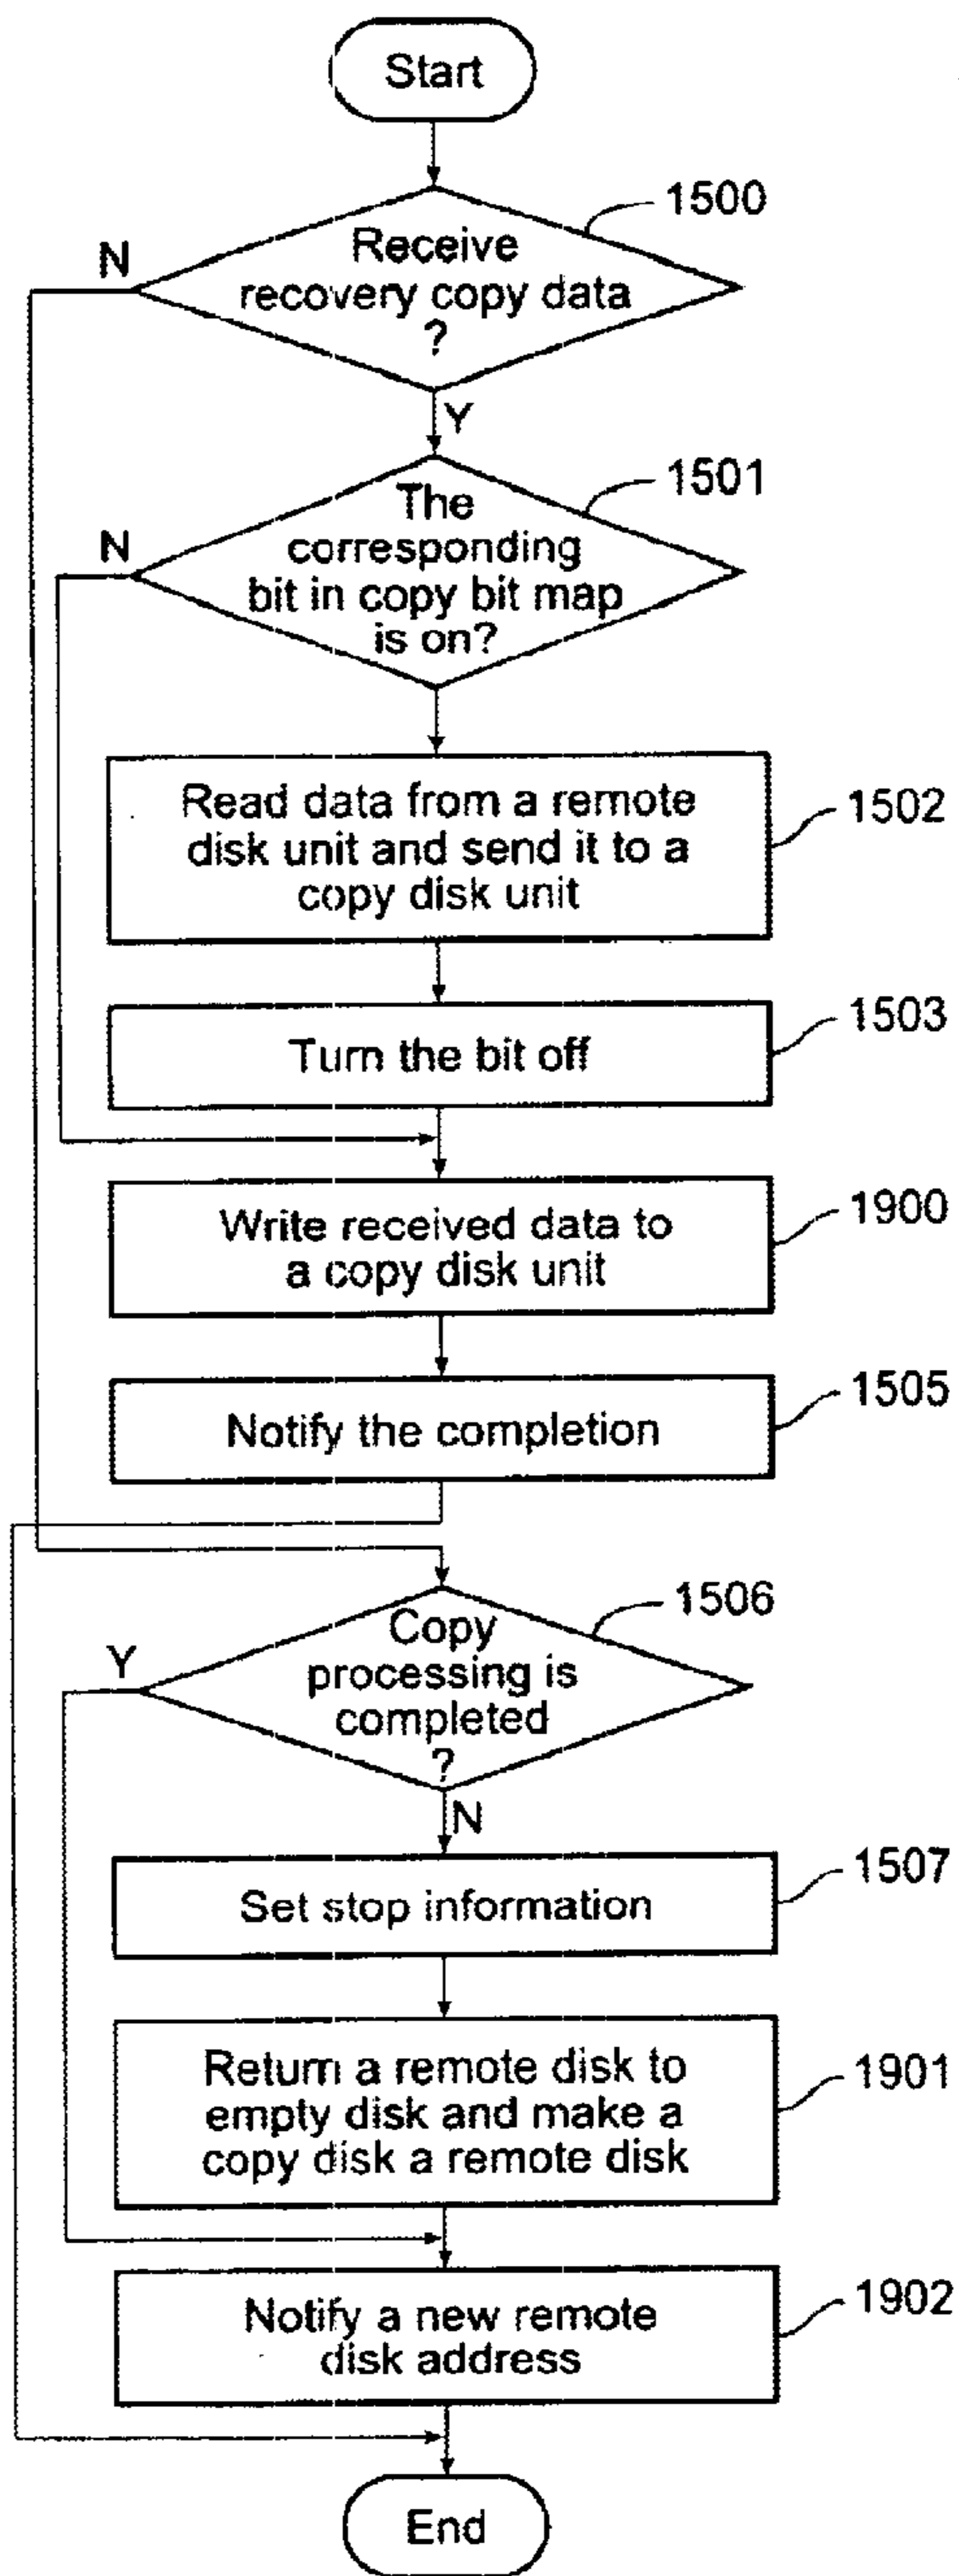 Start
1500
N
Receive
recovery copy data
?
Y
1501
N
The
corresponding
bit in copy bit map
is on?
Read data from a remote
disk unit and send it to a
copy disk unit
1502
Turn the bit off
1503
Write received data to
a copy disk unit
1900
Notify the completion
1505
1506
Y
Copy
processing is
completed
?
N
Set stop information
1507
Return a remote disk to
empty disk and make a
copy disk a remote disk
1901
Notify a new remote
disk address
1902
End